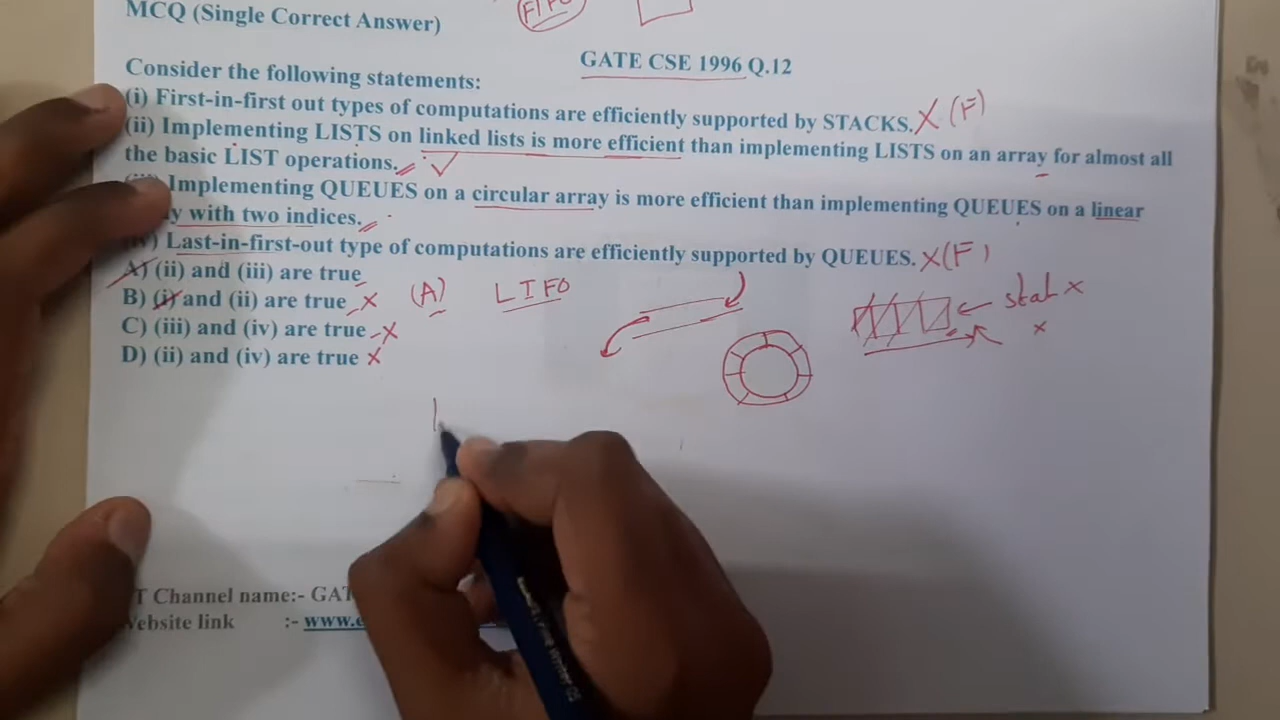 FIFO
MCQ (Single Correct Answer)
GATE CSE 1996 Q.12
Consider the following statements:
(i) First-in-first out types of computations are efficiently supported by STACKS. X (F)
(ii) Implementing LISTS on linked lists is more efficient than implementing LISTS on an array for almost all
the basic LIST operations. ✓
Implementing QUEUES on a circular array is more efficient than implementing QUEUES on a linear
with two indices.
Last-in-first-out type of computations are efficiently supported by QUEUES. X (F)
A) (ii) and (iii) are true
B) (i) and (ii) are true X (A) LIFO
C) (iii) and (iv) are true X
D) (ii) and (iv) are true X
X
X
Channel name:- GAT
ebsite link :- www.